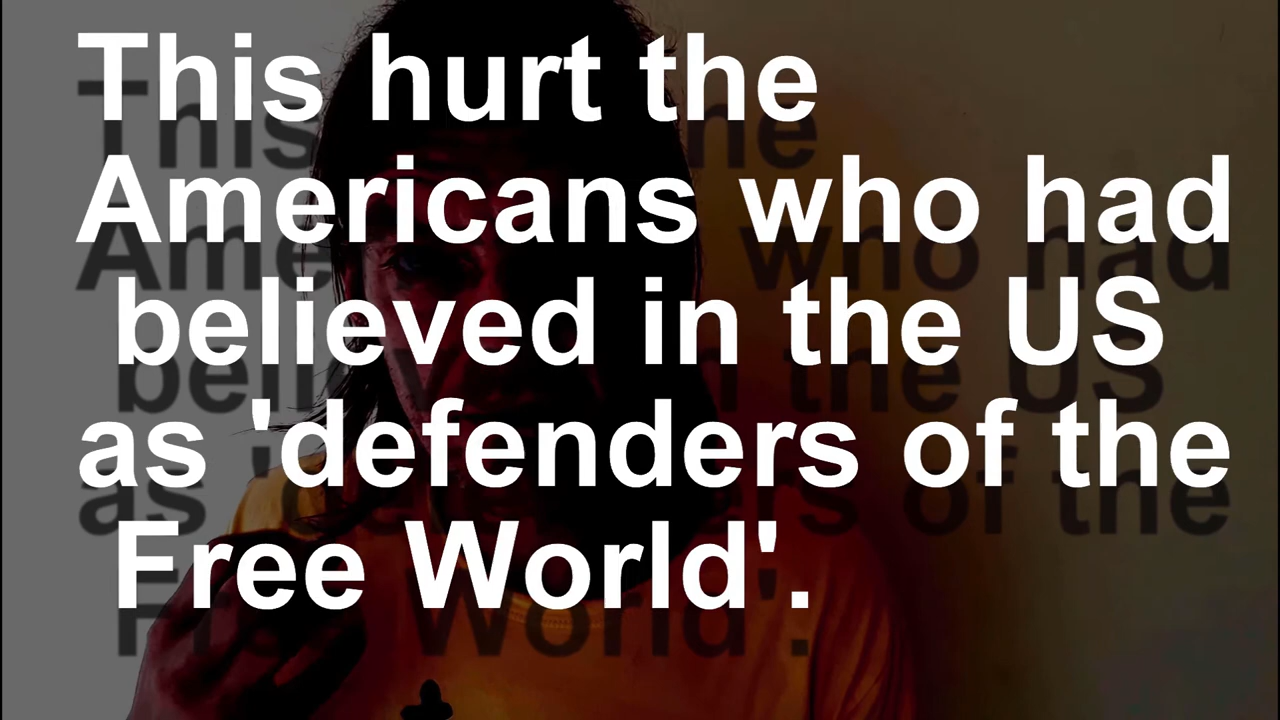 This hurt the
Americans who had
believed in the US
as 'defenders of the
Free World'.